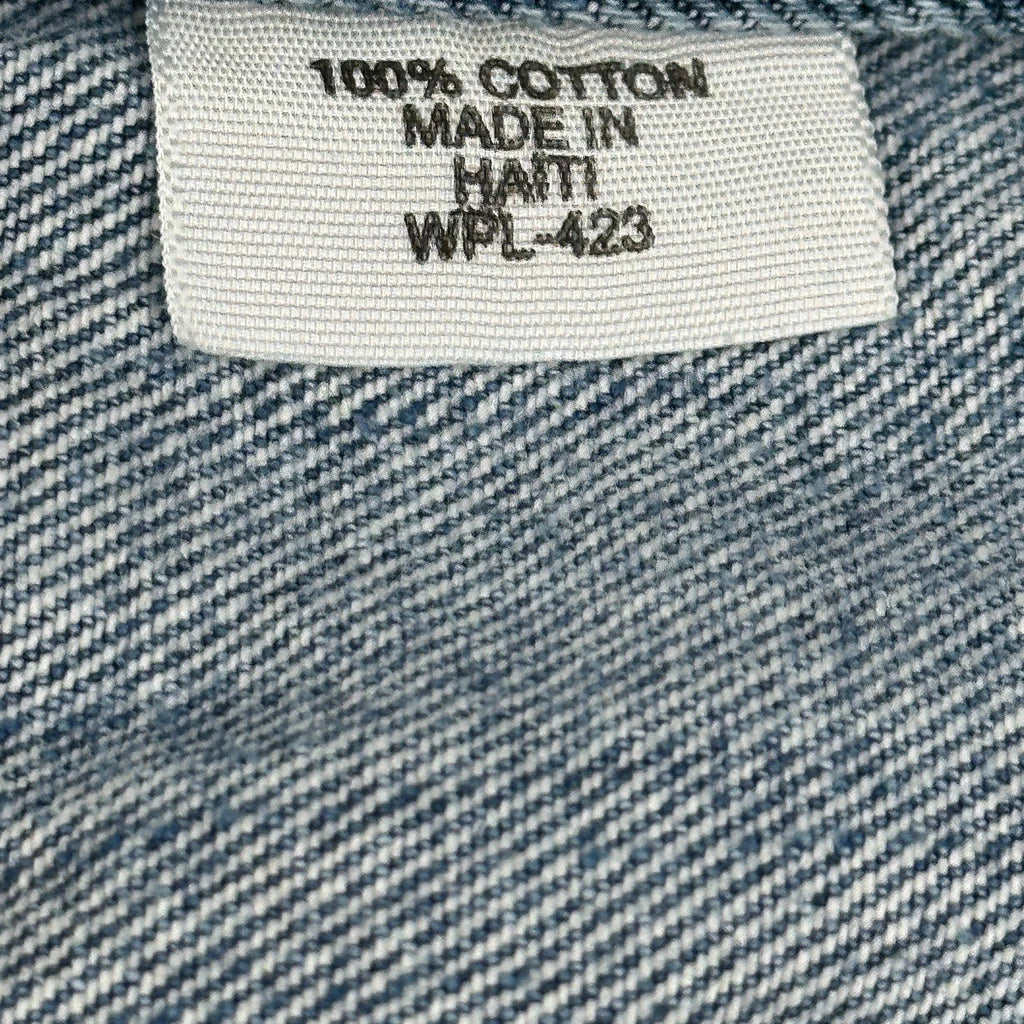 100% COTTON
MADE IN
HAITI
WPL-423